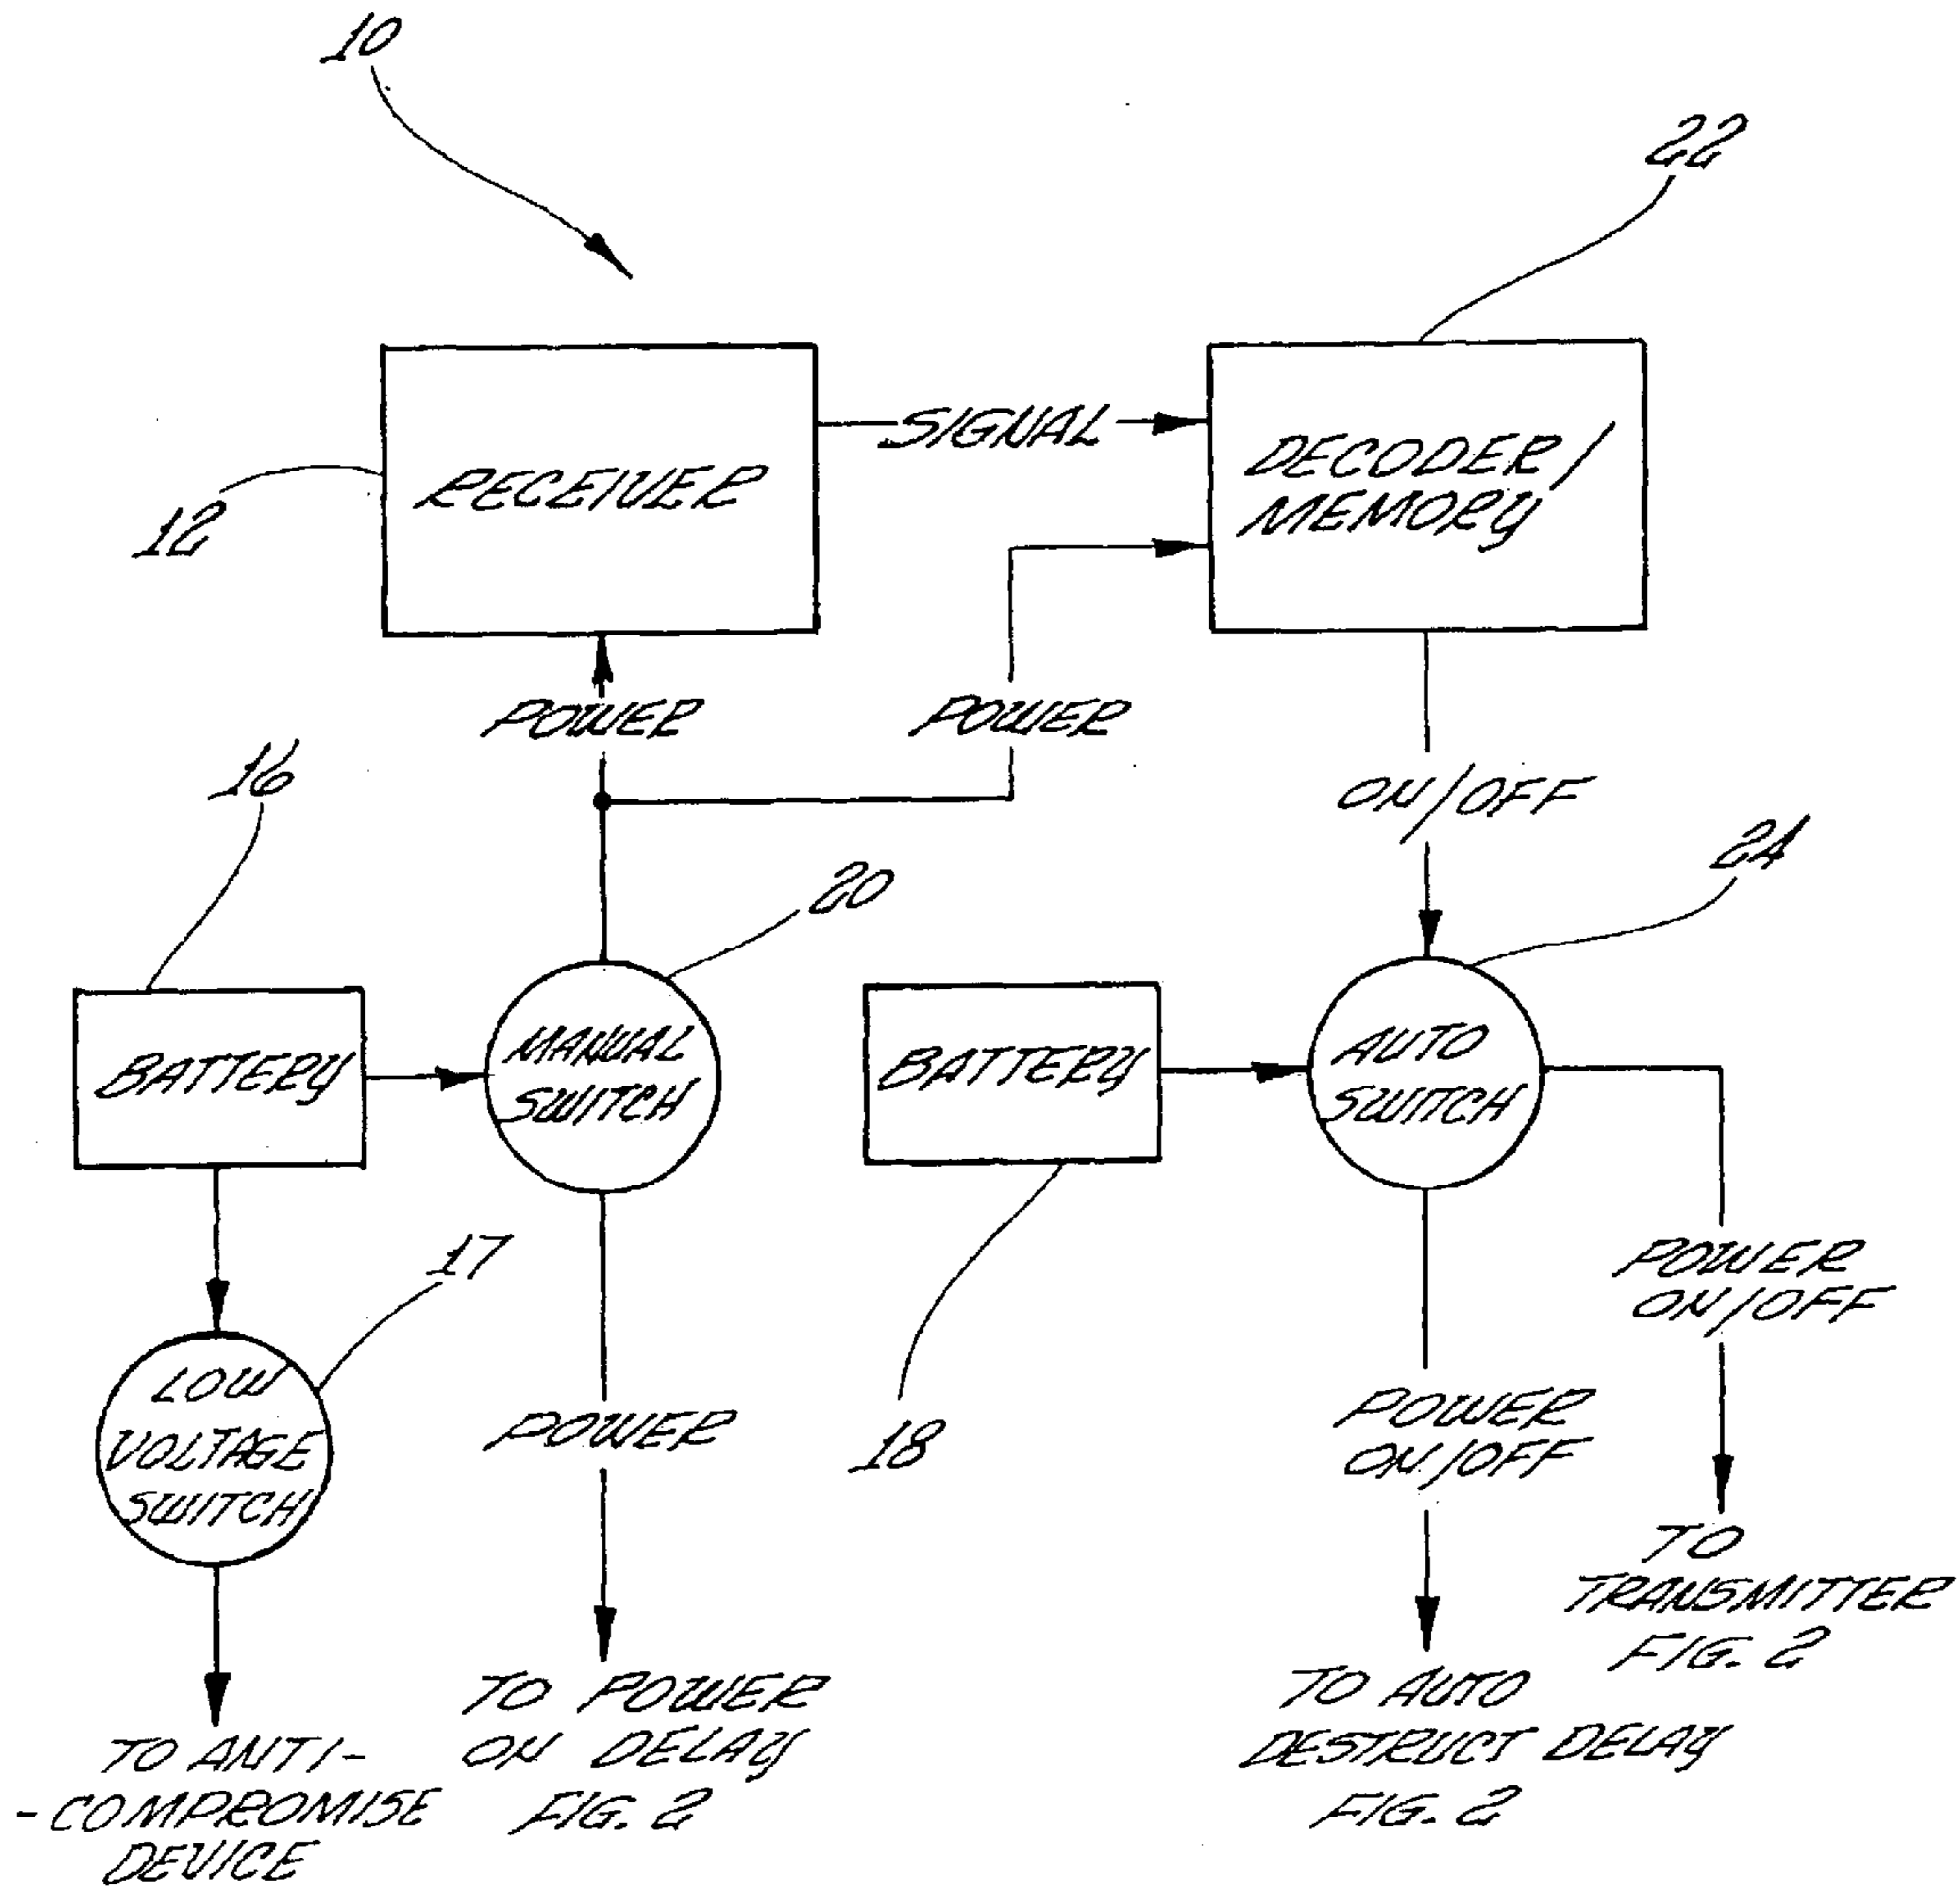 10
22
SIGNAL
RECEIVER
DECODER/
MEMORY
12
POWER
POWER
16
ON/OFF
24
20
BATTERY
MANUAL
SWITCH
BATTERY
AUTO
SWITCH
17
POWER
ON/OFF
LOW
VOLTAGE
SWITCH
POWER
18
POWER
ON/OFF
TO
TRANSMITTER
FIG. 2
TO ANTI-
-COMPROMISE
DEVICE
TO POWER
ON DELAY
FIG. 2
TO AUTO
DESTRUCT DELAY
FIG. 2